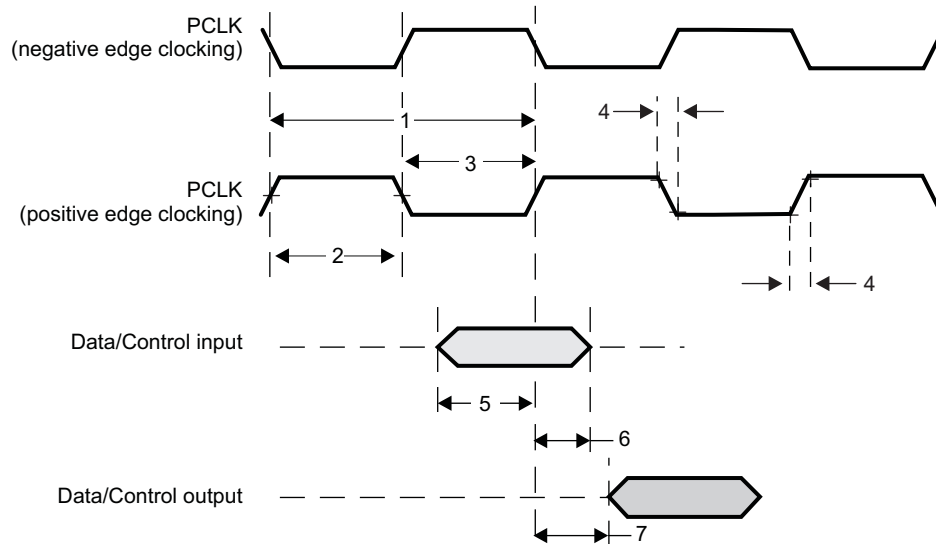 PCLK
(negative edge clocking)
1
4
3
PCLK
(positive edge clocking)
2
4
Data/Control input
5
6
Data/Control output
7